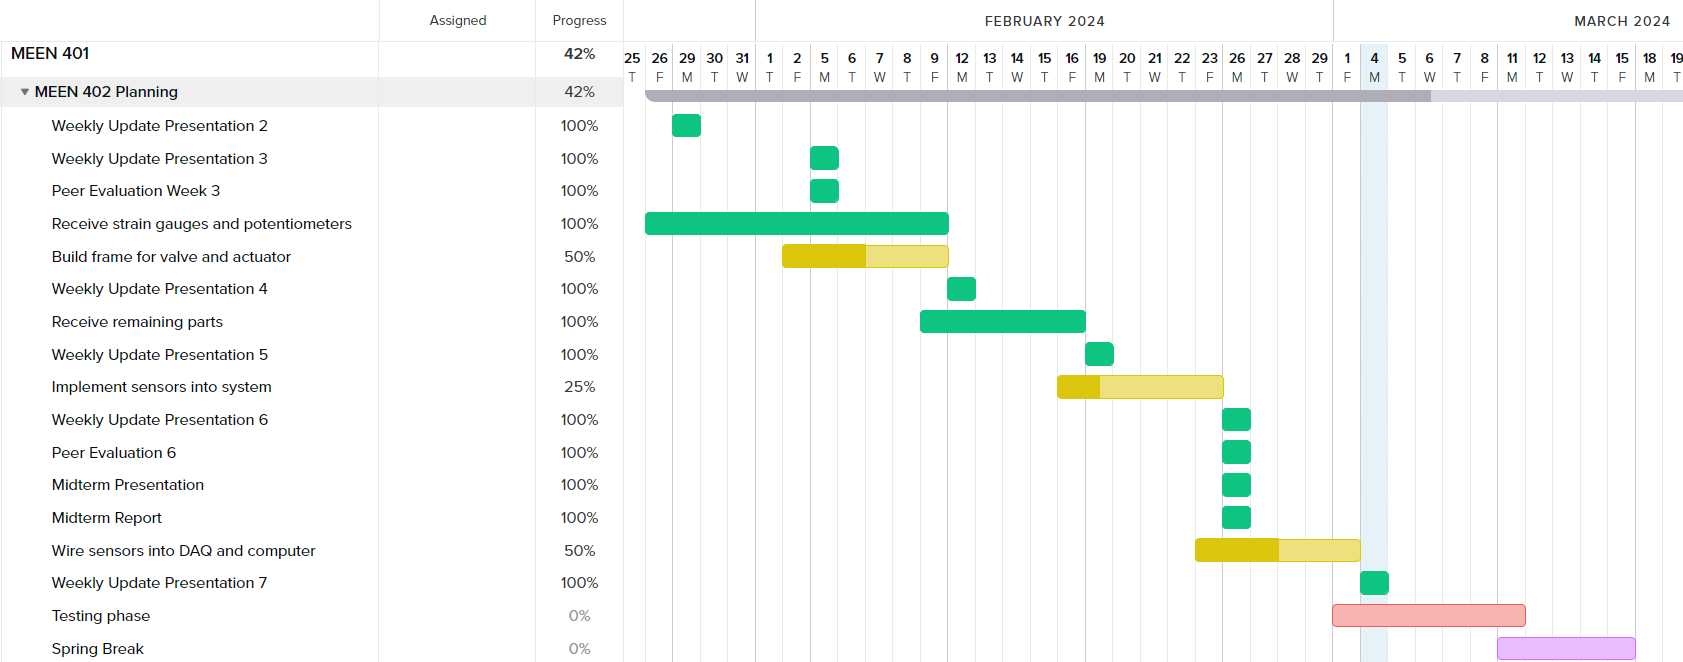 Assigned Progress FEBRUARY 2024 MARCH 2024
MEEN 401 42% 25 26 29 30 31 1 2 5 6 7 8 9 12 13 14 15 16 19 20 21 22 23 26 27 28 29 1 4 5 6 7 8 11 12 13 14 15 18 19
T F M T W T F M T W T F M T W T F M T W T F M T W T F M T W T F M T W T F M T
MEEN 402 Planning 42%
Weekly Update Presentation 2 100%
Weekly Update Presentation 3 100%
Peer Evaluation Week 3 100%
Receive strain gauges and potentiometers 100%
Build frame for valve and actuator 50%
Weekly Update Presentation 4 100%
Receive remaining parts 100%
Weekly Update Presentation 5 100%
Implement sensors into system 25%
Weekly Update Presentation 6 100%
Peer Evaluation 6 100%
Midterm Presentation 100%
Midterm Report 100%
Wire sensors into DAQ and computer 50%
Weekly Update Presentation 7 100%
Testing phase 0%
Spring Break 0%